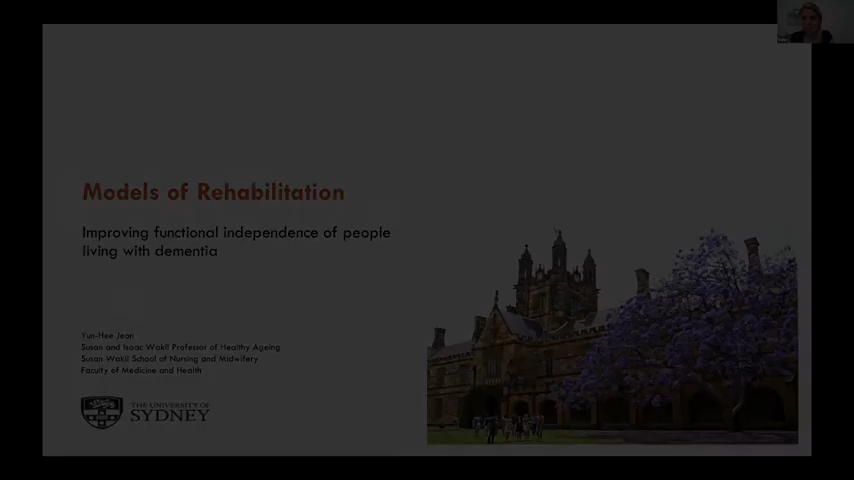 Models of Rehabilitation
Improving functional independence of people
living with dementia
Yun-Hee Jeon
Susan and Isaac Wakil Professor of Healthy Ageing
Susan Wakil School of Nursing and Midwifery
Faculty of Medicine and Health
THE UNIVERSITY OF
SYDNEY